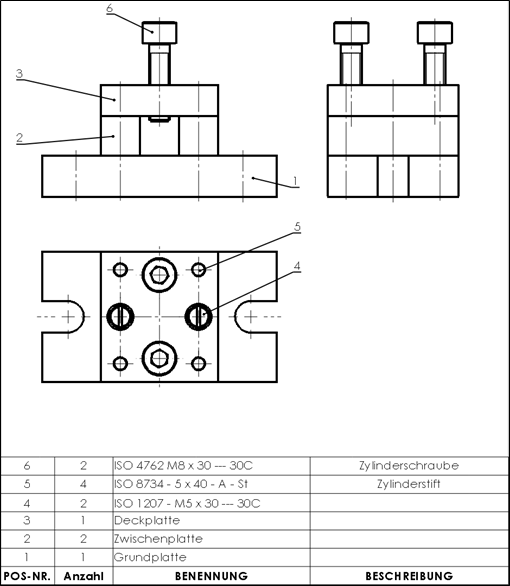 6
3
2
1
5
4
6 2 ISO 4762 M8 x 30 --- 30C Zylinderschraube
5 4 ISO 8734 - 5 x 40 - A - St Zylinderstift
4 2 ISO 1207 - M5 x 30 --- 30C
3 1 Deckplatte
2 2 Zwischenplatte
1 1 Grundplatte
POS-NR. Anzahl BENENNUNG BESCHREIBUNG